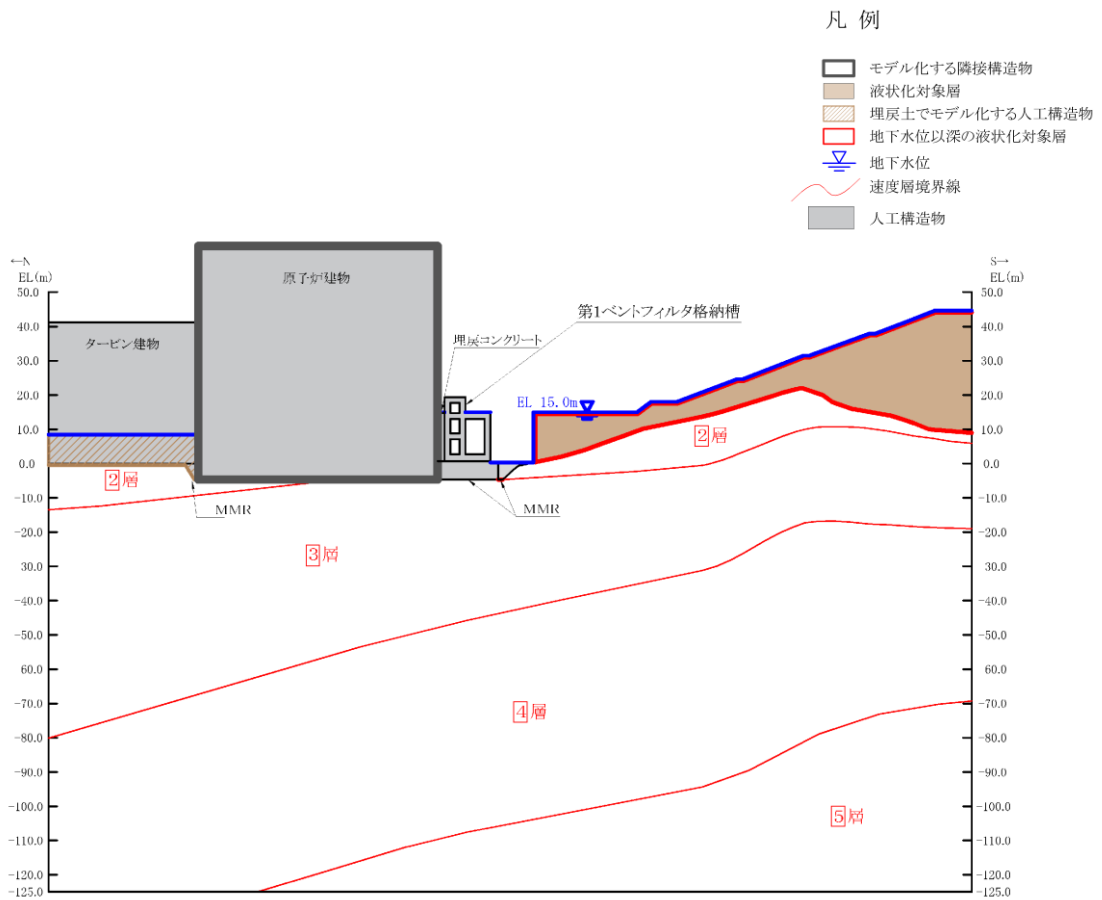 凡 例
モデル化する隣接構造物
液状化対象層
埋戻土でモデル化する人工構造物
地下水位以深の液状化対象層
地下水位
速度層境界線
人工構造物
←N
EL(m)
S→
EL(m)
50.0
40.0
30.0
20.0
10.0
0.0
-10.0
-20.0
30.0
-40.0
-50.0
60.0
-70.0
-80.0
-90.0
-100.0
-110.0
-120.0
-125.0
原子炉建物
タービン建物
第1ベントフィルタ格納槽
埋戻コンクリート
EL 15.0m
2層
2層
MMR
MMR
3層
4層
5層
50.0
40.0
30.0
20.0
10.0
0.0
-10.0
-20.0
30.0
-40.0
-50.0
60.0
-70.0
-80.0
-90.0
-100.0
-110.0
-120.0
-125.0